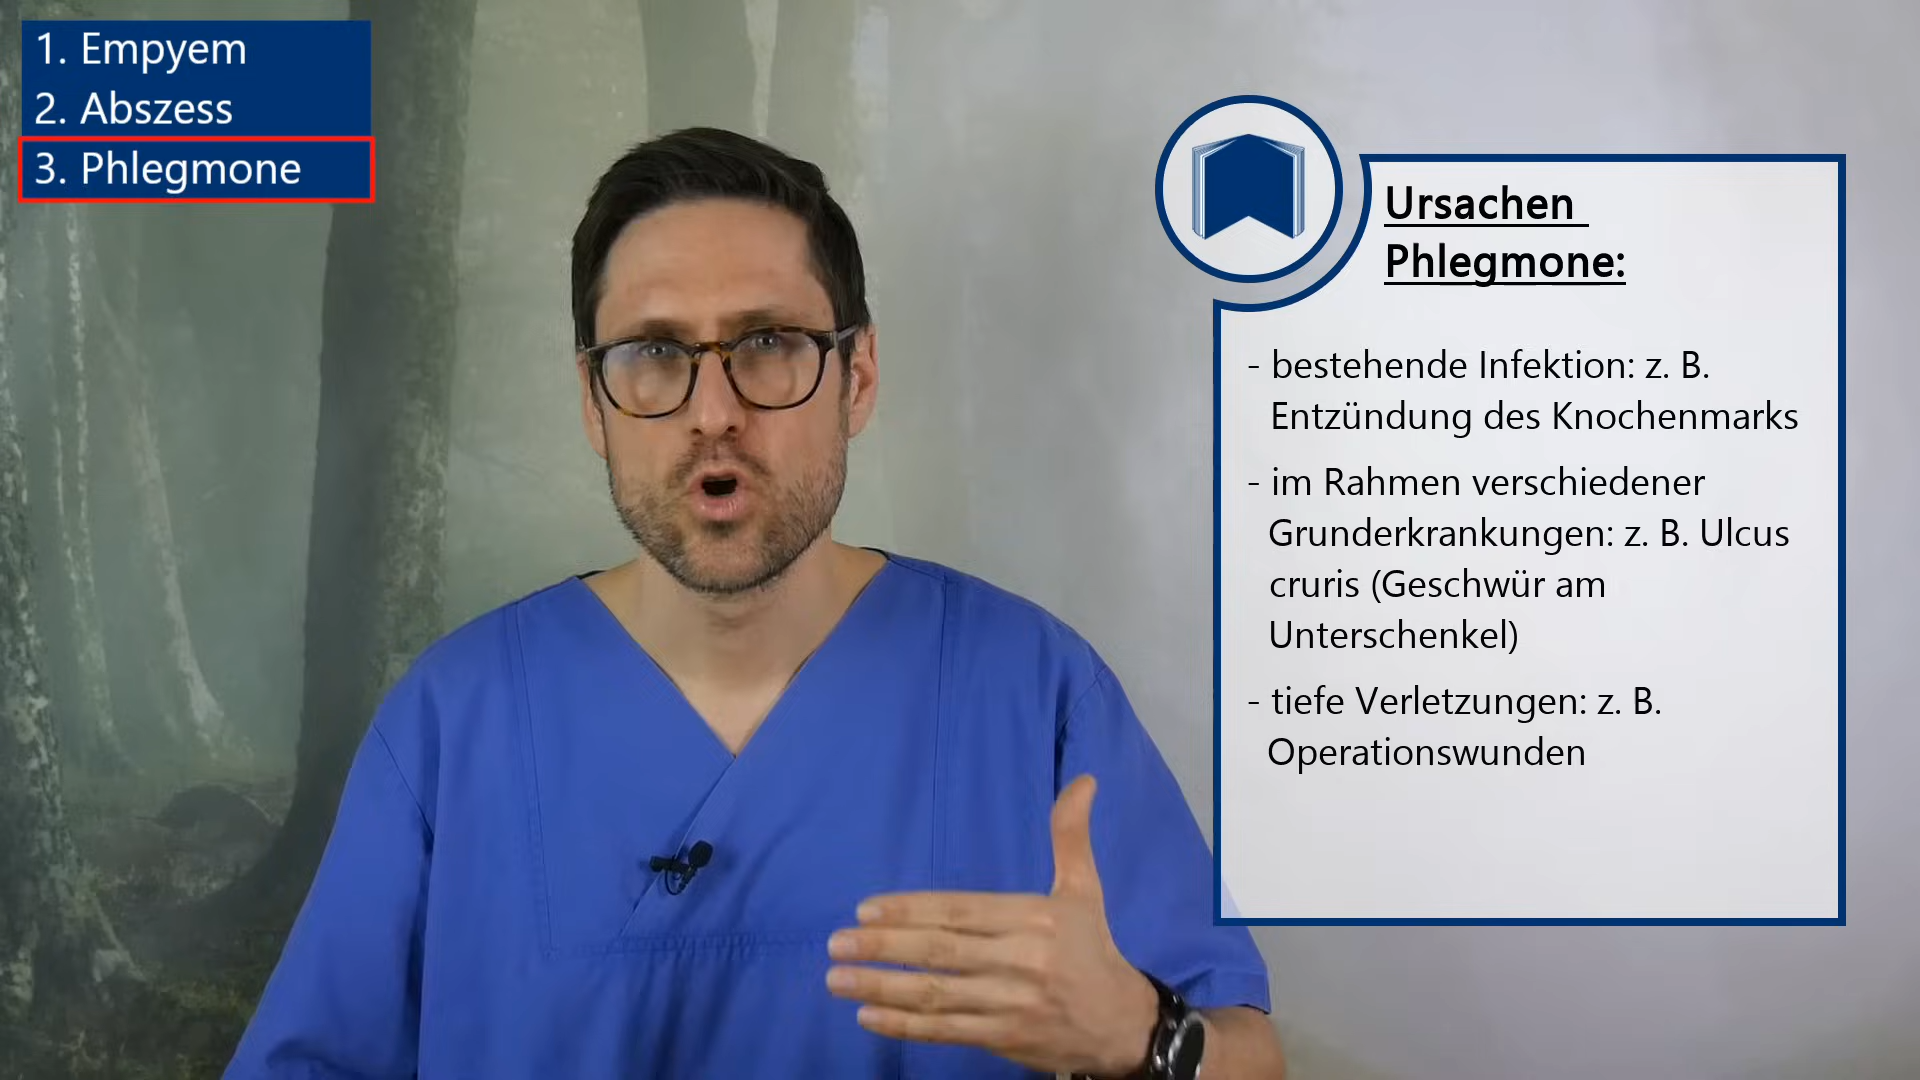 1. Empyem
2. Abszess
3. Phlegmone
Ursachen
Phlegmone:
- bestehende Infektion: z. B.
Entzündung des Knochenmarks
- im Rahmen verschiedener
Grunderkrankungen: z. B. Ulcus
cruris (Geschwür am
Unterschenkel)
- tiefe Verletzungen: z. B.
Operationswunden